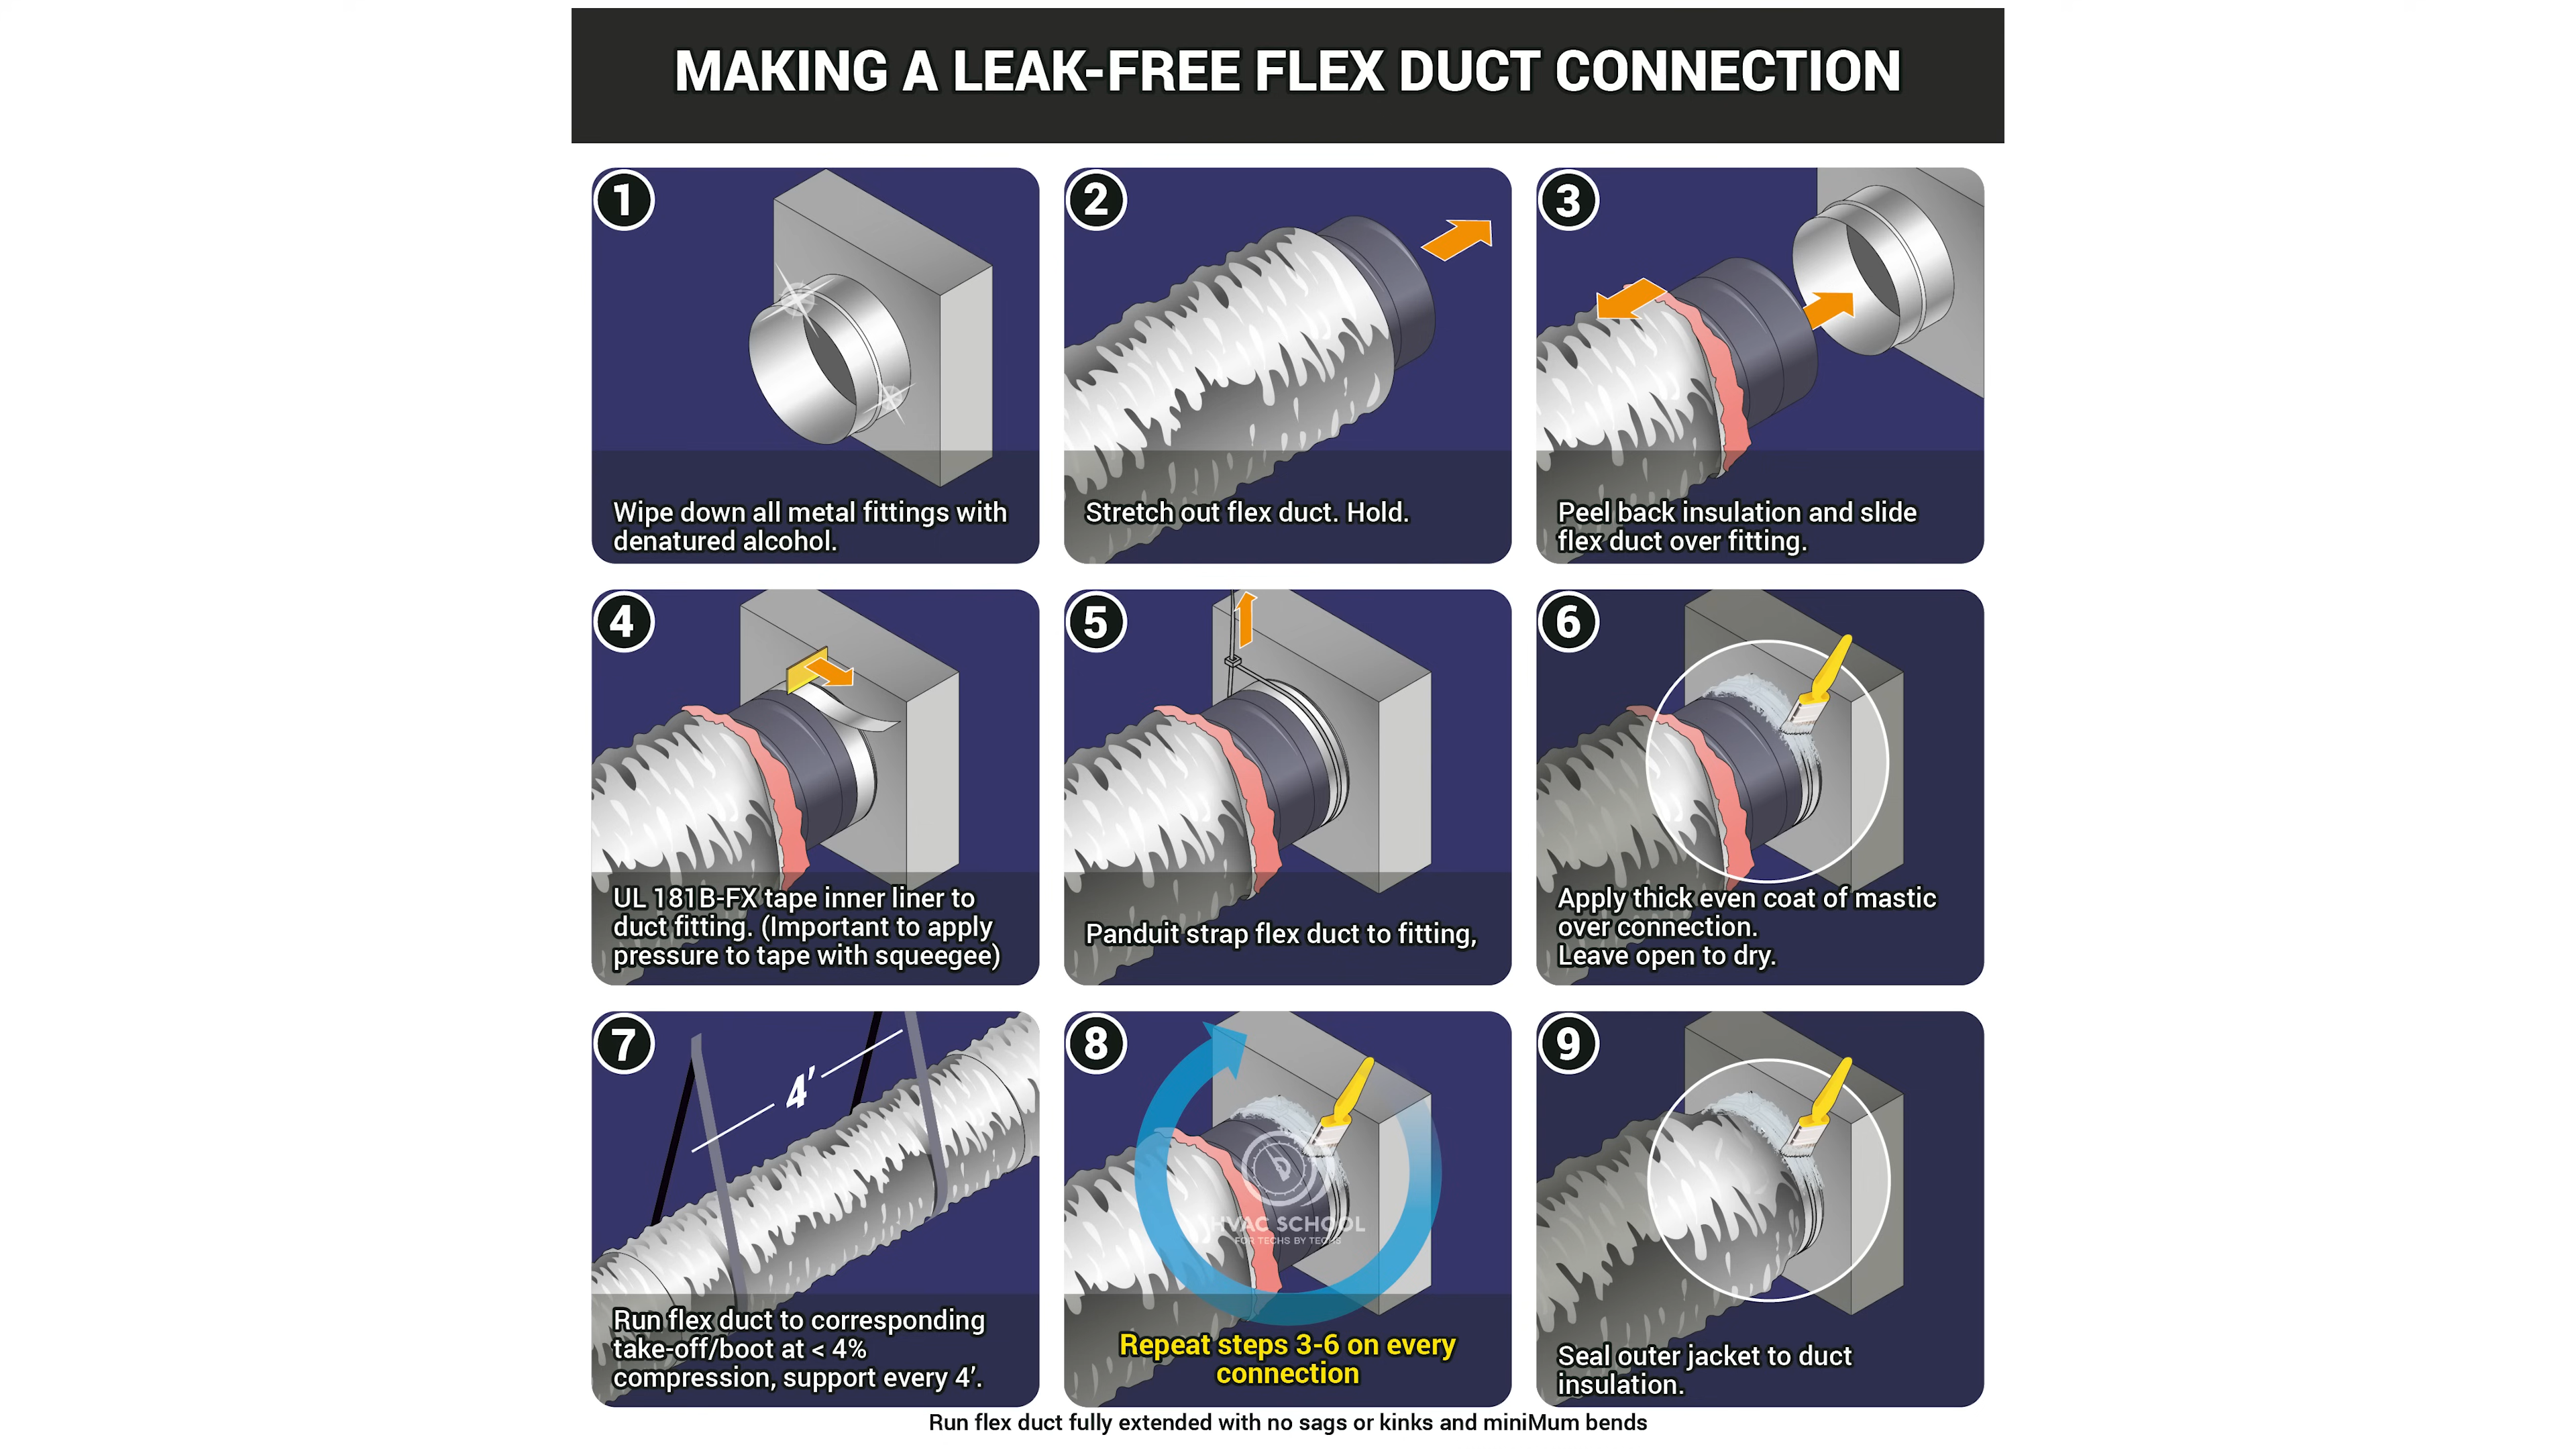 MAKING A LEAK-FREE FLEX DUCT CONNECTION
1
Wipe down all metal fittings with
denatured alcohol.
2
Stretch out flex duct. Hold.
3
Peel back insulation and slide
flex duct over fitting.
4
UL 181B-FX tape inner liner to
duct fitting. (Important to apply
pressure to tape with squeegee)
5
Panduit strap flex duct to fitting,
6
Apply thick even coat of mastic
over connection.
Leave open to dry.
7
4’
Run flex duct to corresponding
take-off/boot at < 4%
compression, support every 4’.
8
HVAC SCHOOL
FOR TECHS BY TECHS
Repeat steps 3-6 on every
connection
9
Seal outer jacket to duct
insulation.
Run flex duct fully extended with no sags or kinks and miniMum bends